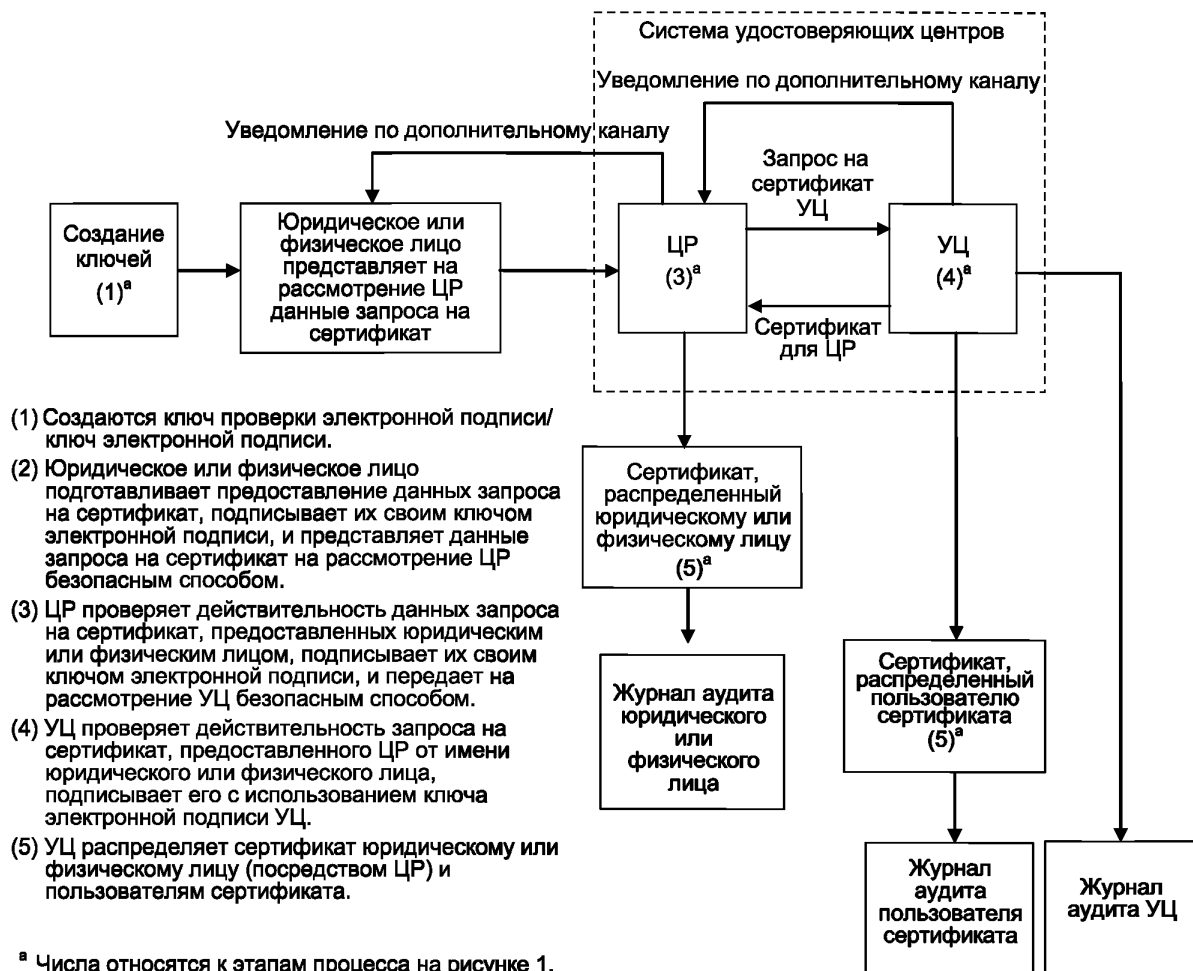 Система удостоверяющих центров
Уведомление по дополнительному каналу
Уведомление по дополнительному каналу
Запрос на
сертификат
УЦ
Создание
ключей
(1)ª
Юридическое или
физическое лицо
представляет на
рассмотрение ЦР
данные запроса на
сертификат
ЦР
(3)ª
УЦ
(4)ª
Сертификат
для ЦР
(1) Создаются ключ проверки электронной подписи/
ключ электронной подписи.
(2) Юридическое или физическое лицо
подготавливает предоставление данных запроса
на сертификат, подписывает их своим ключом
электронной подписи, и представляет данные
запроса на сертификат на рассмотрение ЦР
безопасным способом.
(3) ЦР проверяет действительность данных запроса
на сертификат, предоставленных юридическим
или физическим лицом, подписывает их своим
ключом электронной подписи, и передает на
рассмотрение УЦ безопасным способом.
(4) УЦ проверяет действительность запроса на
сертификат, предоставленного ЦР от имени
юридического или физического лица,
подписывает его с использованием ключа
электронной подписи УЦ.
(5) УЦ распределяет сертификат юридическому или
физическому лицу (посредством ЦР) и
пользователям сертификата.
Сертификат,
распределенный
юридическому или
физическому лицу
(5)ª
Журнал аудита
юридического
или
физического
лица
Сертификат,
распределенный
пользователю
сертификата
(5)ª
Журнал
аудита
пользователя
сертификата
Журнал
аудита УЦ
ª Числа относятся к этапам процесса на рисунке 1.